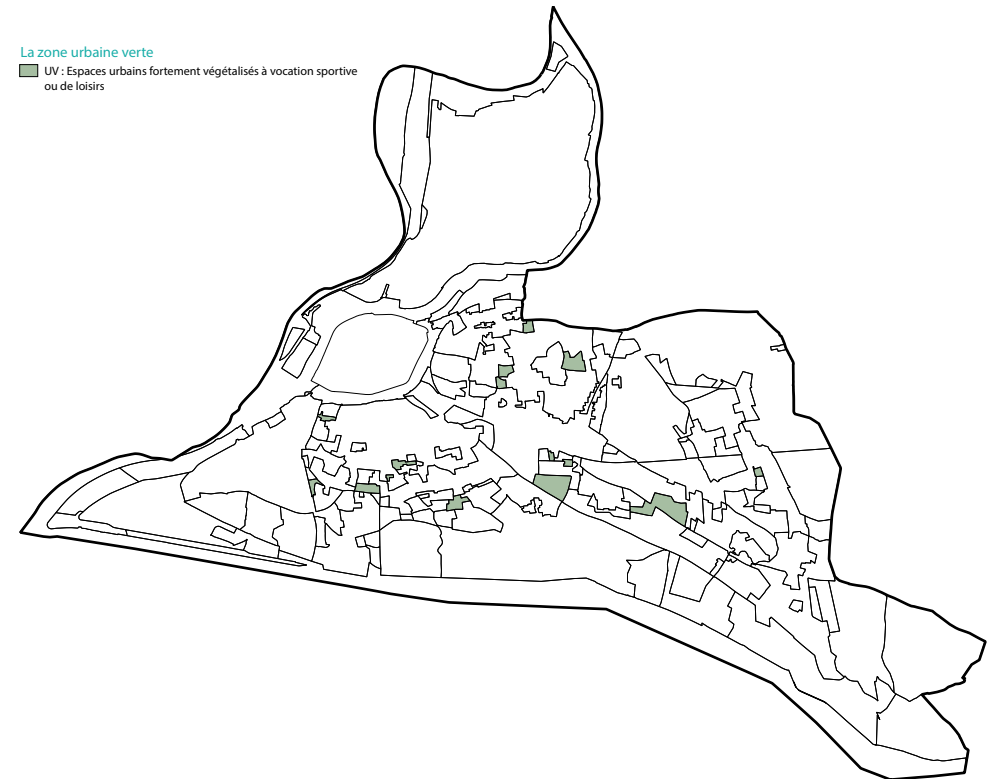 La zone urbaine verte
UV : Espaces urbains fortement végétalisés à vocation sportive
ou de loisirs